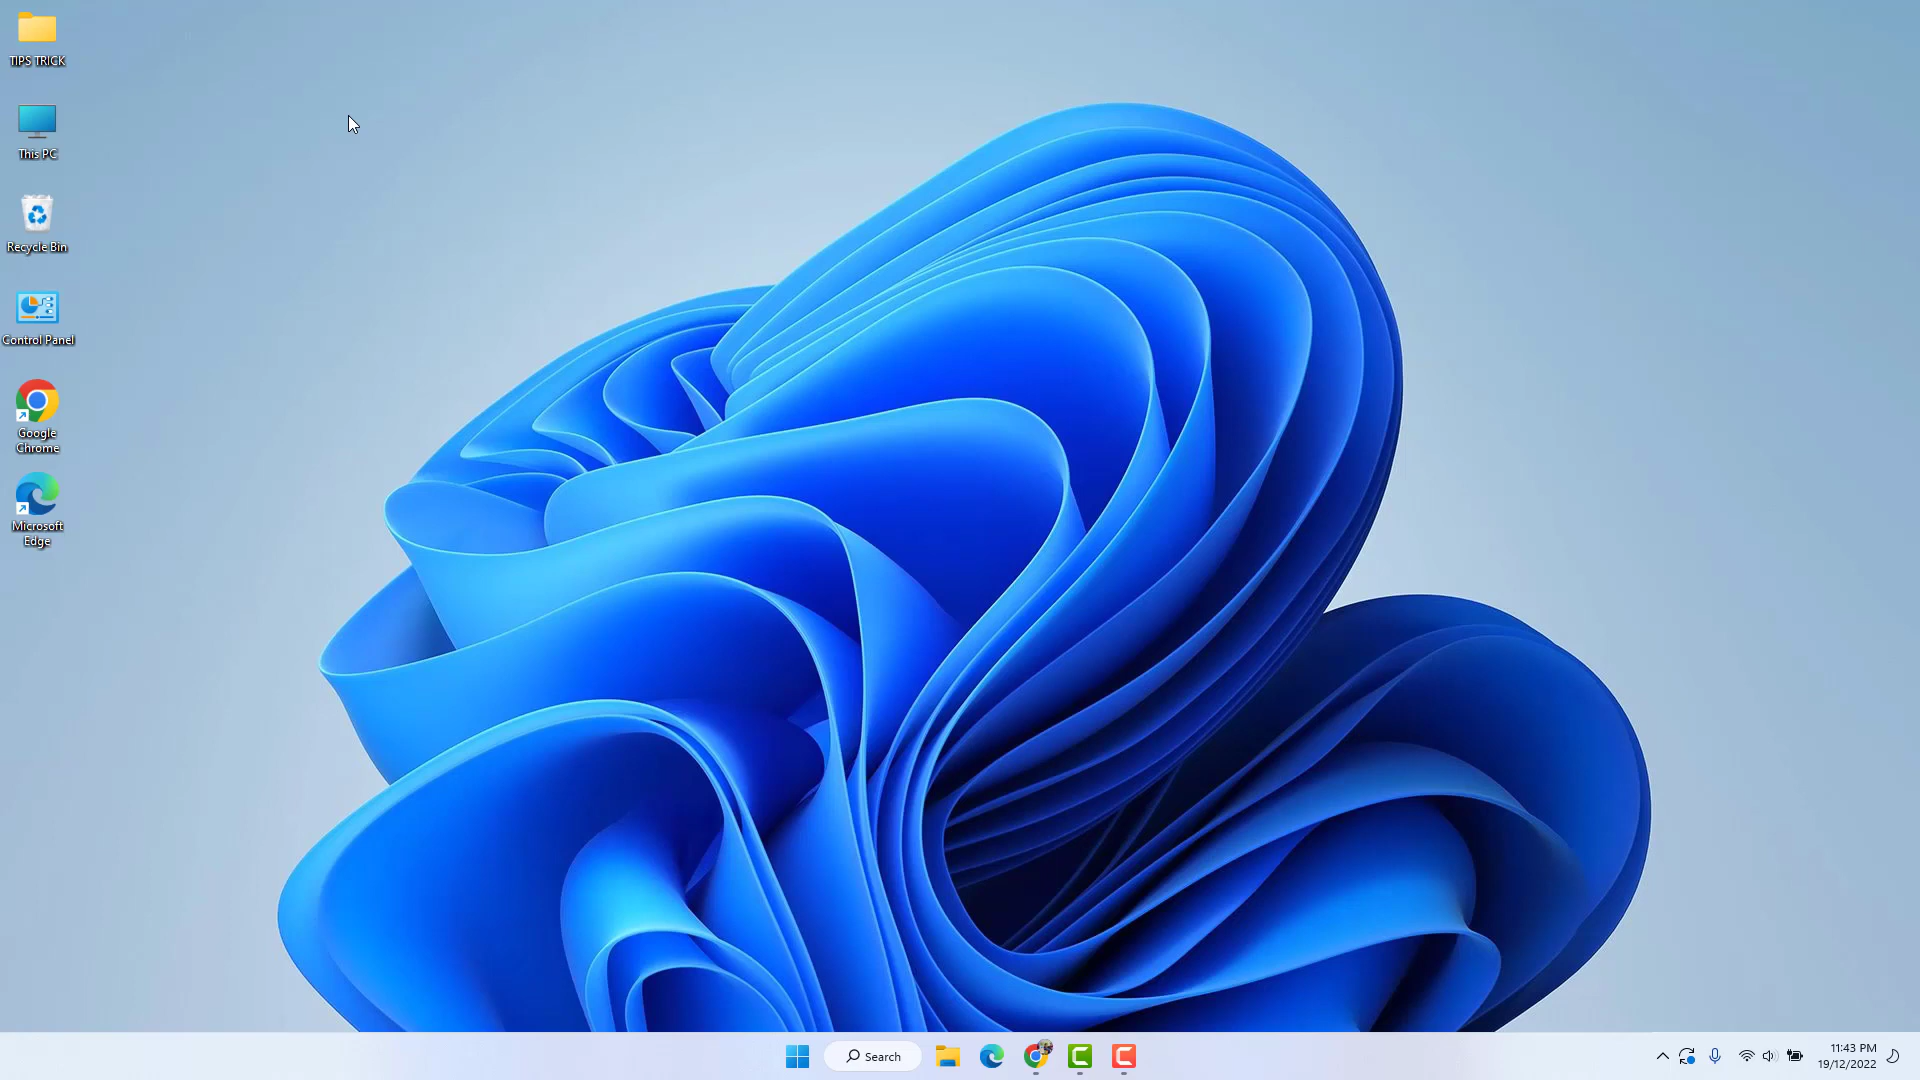 TIPS TRICK
This PC
Recycle Bin
Control Panel
Google
Chrome
Microsoft
Edge
Search
11:43 PM
19/12/2022